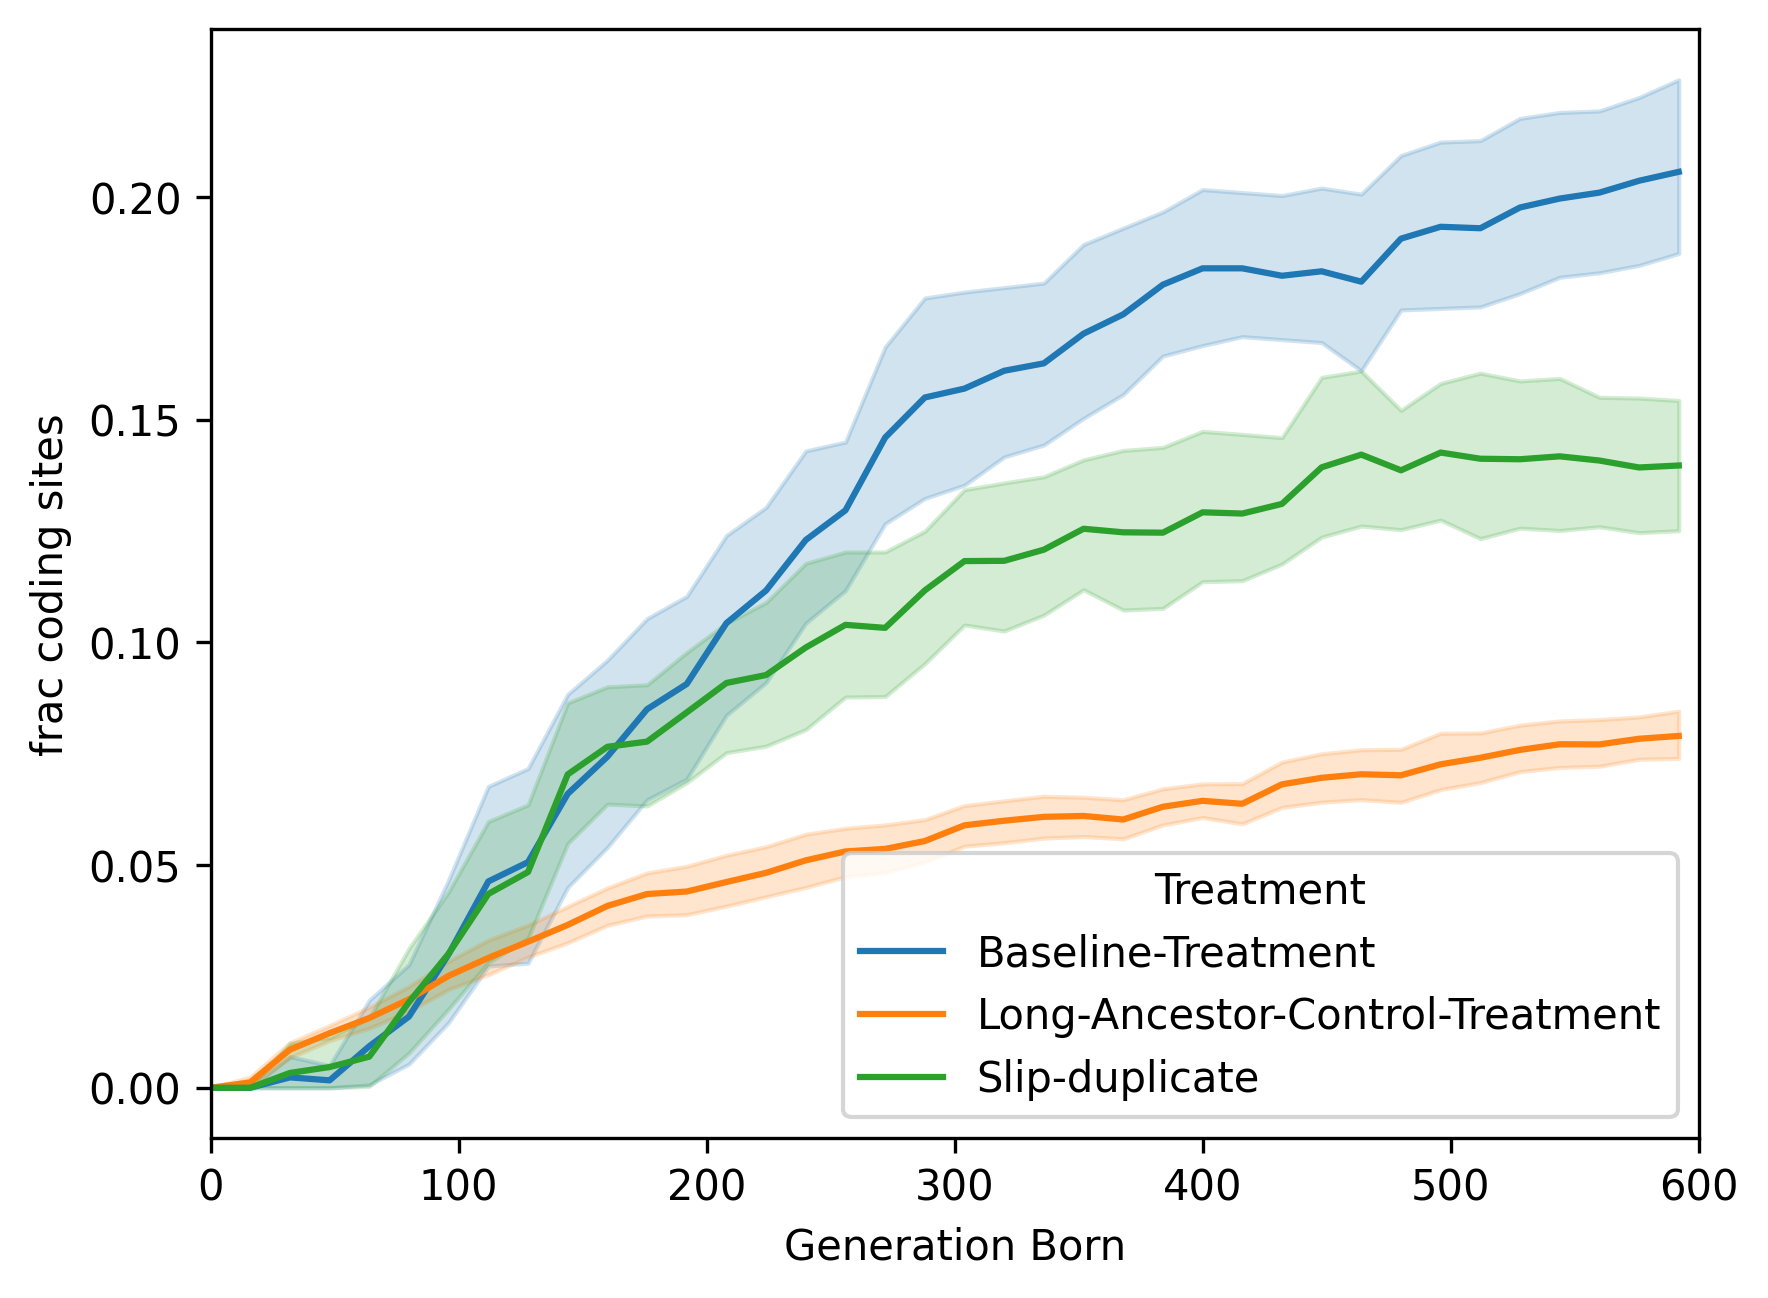 frac coding sites
0.20
0.15
0.10
0.05
0.00
Treatment
Baseline-Treatment
Long-Ancestor-Control-Treatment
Slip-duplicate
0 100 200 300 400 500 600
Generation Born